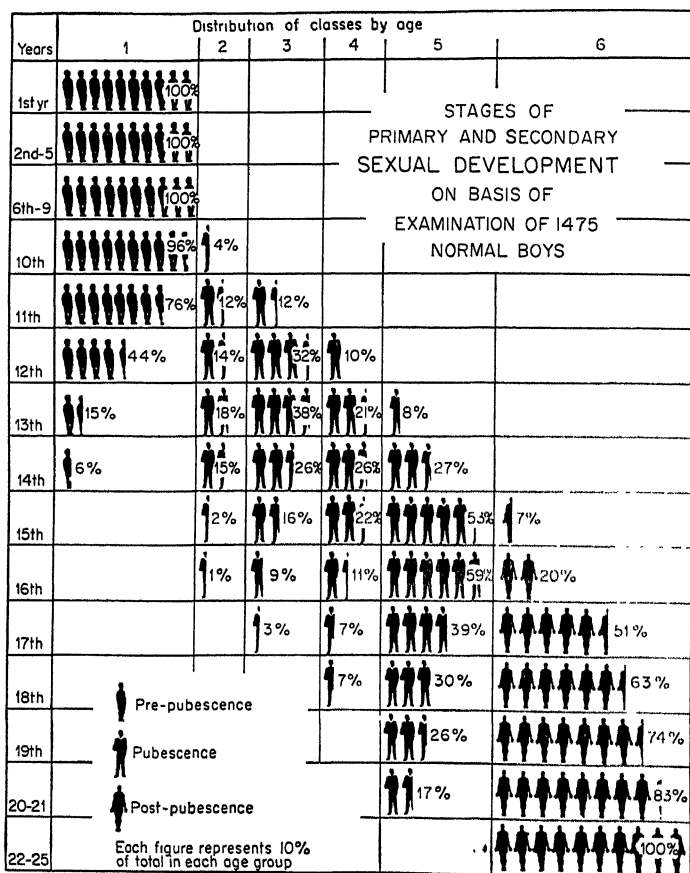 Distribution of classes by age
Years 1 2 3 4 5 6
STAGES OF
PRIMARY AND SECONDARY
SEXUAL DEVELOPMENT
ON BASIS OF
EXAMINATION OF 1475
NORMAL BOYS
1st yr 100%
2nd-5 100%
6th-9 100%
10th 96% 4%
11th 76% 12% 12%
12th 44% 14% 32% 10%
13th 15% 18% 38% 21% 8%
14th 6% 15% 26% 26% 27%
15th 2% 16% 22% 53% 7%
16th 1% 9% 11% 59% 20%
17th 3% 7% 39% 51%
18th 7% 30% 63%
19th 26% 74%
20-21 17% 83%
22-25 100%
Pre-pubescence
Pubescence
Post-pubescence
Each figure represents 10%
of total in each age group